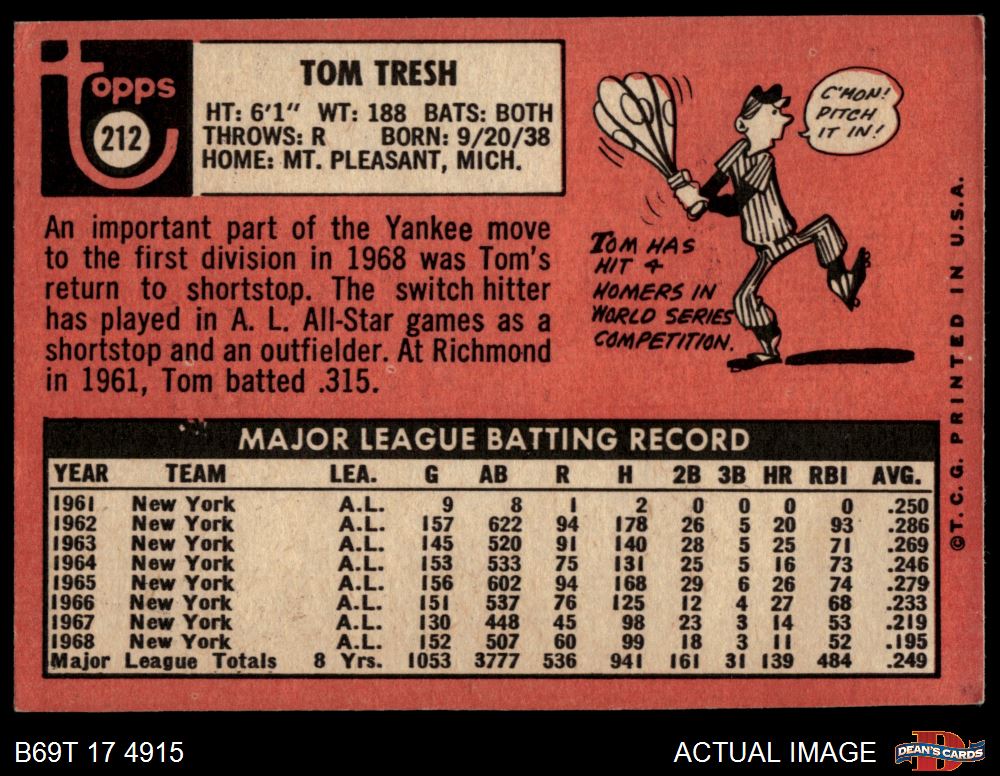 Topps
212
TOM TRESH
HT: 6'1" WT: 188 BATS: BOTH
THROWS: R BORN: 9/20/38
HOME: MT. PLEASANT, MICH.
C'MON!
PITCH
IT IN!
TOM HAS
HIT 4
HOMERS IN
WORLD SERIES
COMPETITION.
An important part of the Yankee move
to the first division in 1968 was Tom's
return to shortstop. The switch hitter
has played in A. L. All-Star games as a
shortstop and an outfielder. At Richmond
in 1961, Tom batted .315.
©T. C. G. PRINTED IN U.S.A.
MAJOR LEAGUE BATTING RECORD
YEAR TEAM LEA. G AB R H 2B 3B HR RBI AVG.
1961 New York A.L. 9 8 1 2 0 0 0 0 .250
1962 New York A.L. 157 622 94 178 26 5 20 93 .286
1963 New York A.L. 145 520 91 140 28 5 25 71 .269
1964 New York A.L. 153 533 75 131 25 5 16 73 .246
1965 New York A.L. 156 602 94 168 29 6 26 74 .279
1966 New York A.L. 151 537 76 125 12 4 27 68 .233
1967 New York A.L. 130 448 45 98 23 3 14 53 .219
1968 New York A.L. 152 507 60 99 18 3 11 52 .195
Major League Totals 8 Yrs. 1053 3777 536 941 161 31 139 484 .249
B69T 17 4915
ACTUAL IMAGE
DEAN'S CARDS